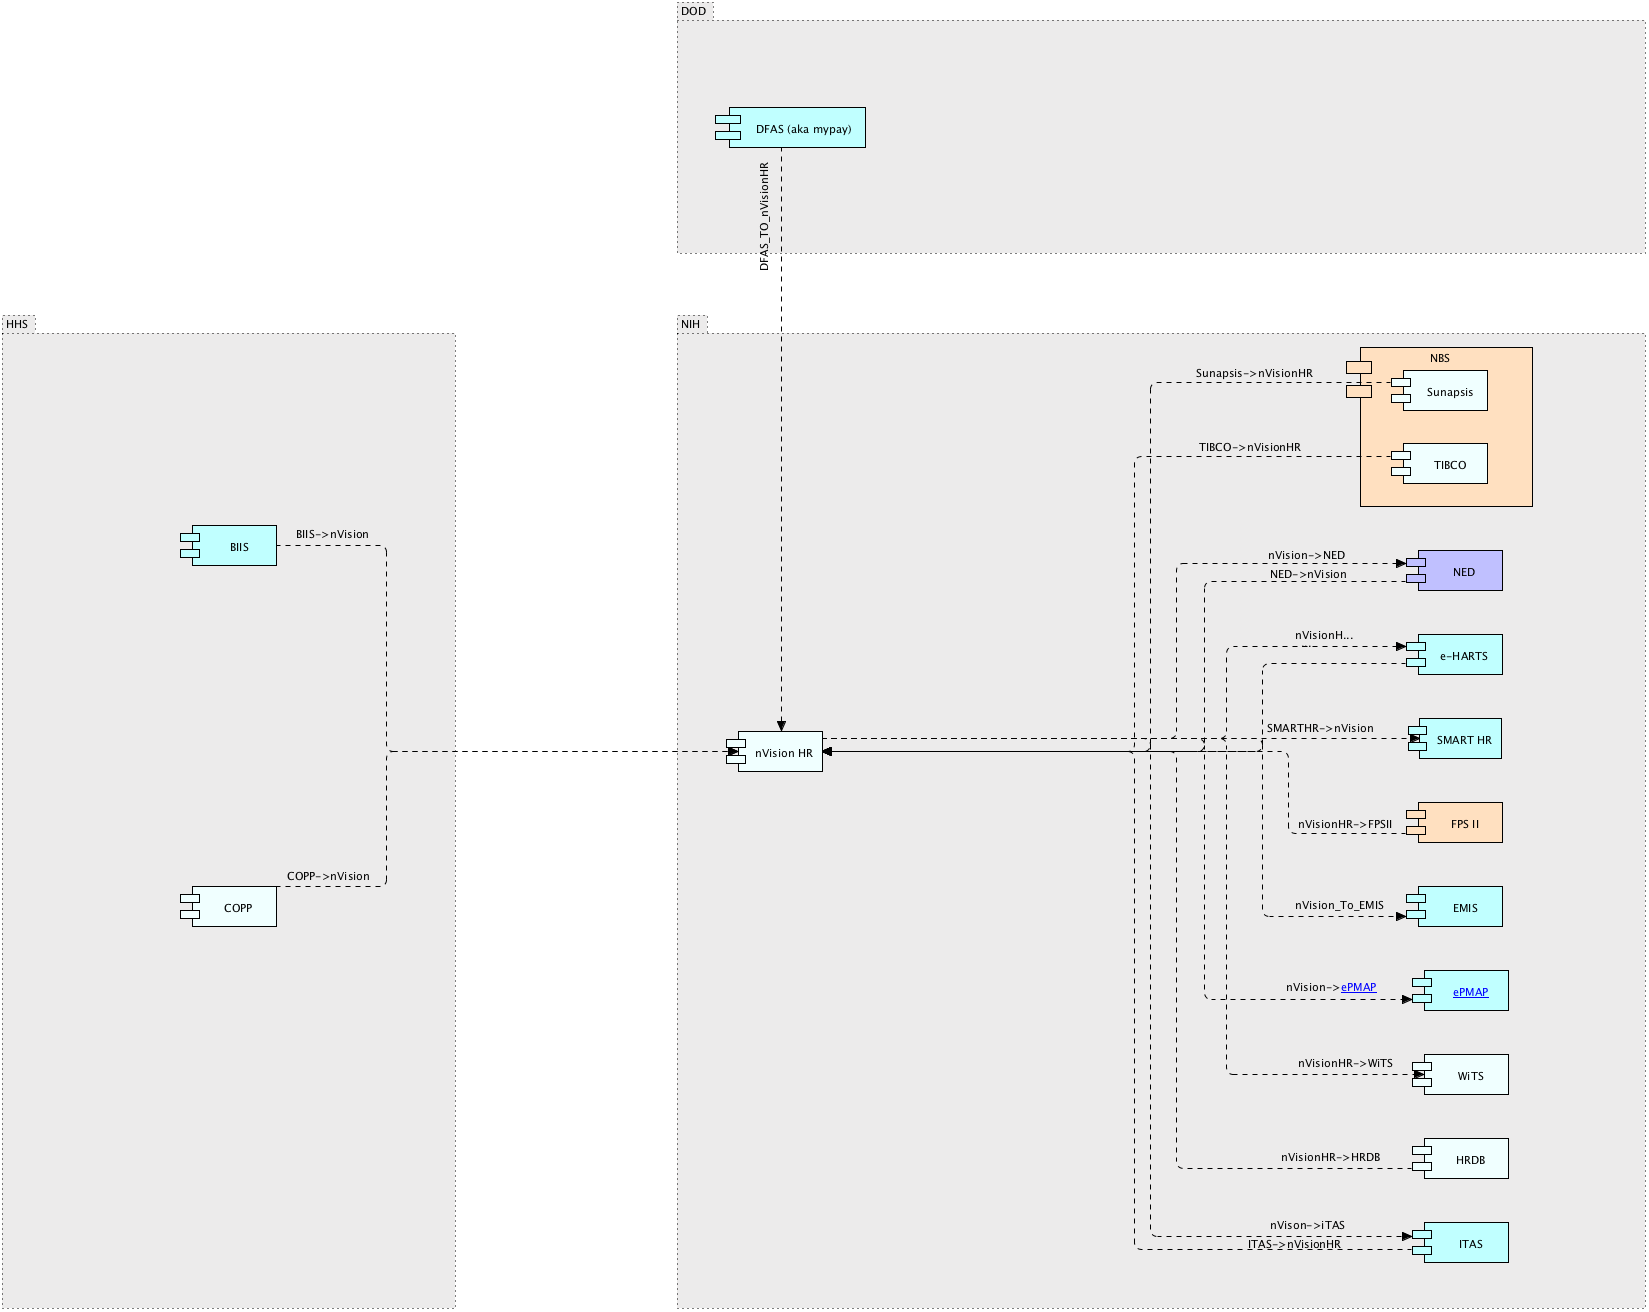 DOD
DFAS (aka mypay)
DFAS_TO_nVisionHR
HHS
NIH
NBS
Sunapsis->nVisionHR
Sunapsis
TIBCO->nVisionHR
TIBCO
BIIS->nVision
BIIS
nVision->NED
NED->nVision
NED
nVisionH...
e-HARTS
SMARTHR->nVision
SMART HR
nVision HR
nVisionHR->FPSII
FPS II
COPP->nVision
COPP
nVision_To_EMIS
EMIS
nVision->ePMAP
ePMAP
nVisionHR->WiTS
WiTS
nVisionHR->HRDB
HRDB
nVison->iTAS
ITAS->nVisionHR
ITAS